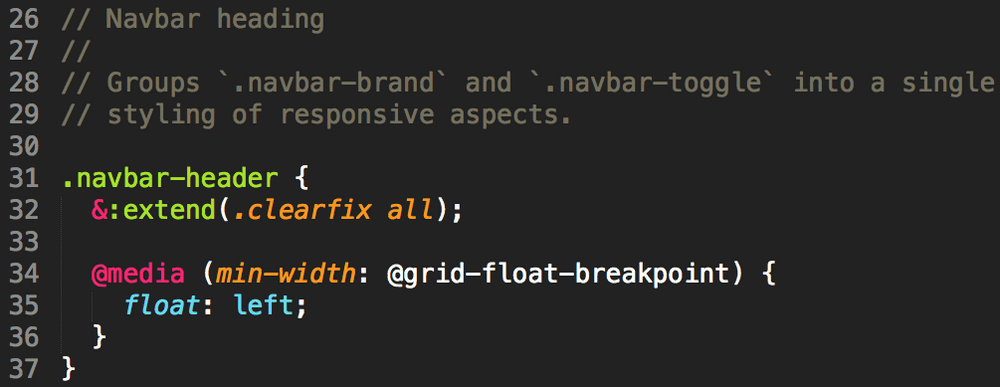 26 // Navbar heading
27 //
28 // Groups `.navbar-brand` and `.navbar-toggle` into a single
29 // styling of responsive aspects.
30
31 .navbar-header {
32   &:extend(.clearfix all);
33
34   @media (min-width: @grid-float-breakpoint) {
35     float: left;
36   }
37 }